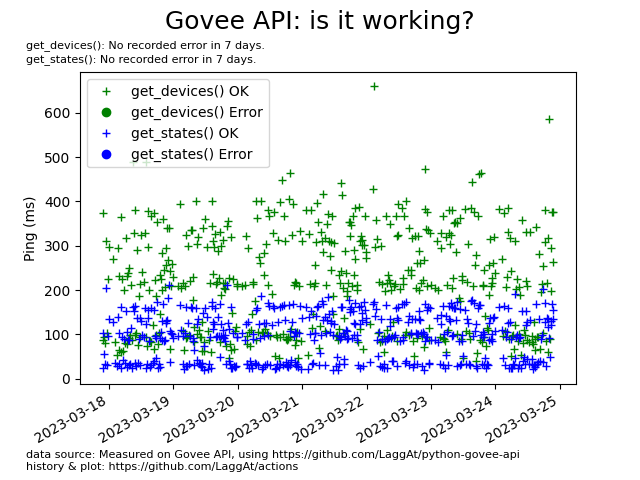 Govee API: is it working?
get_devices(): No recorded error in 7 days.
get_states(): No recorded error in 7 days.
get_devices() OK
get_devices() Error
get_states() OK
get_states() Error
Ping (ms)
600
500
400
300
200
100
0
2023-03-18
2023-03-19
2023-03-20
2023-03-21
2023-03-22
2023-03-23
2023-03-24
2023-03-25
data source: Measured on Govee API, using https://github.com/LaggAt/python-govee-api
history & plot: https://github.com/LaggAt/actions